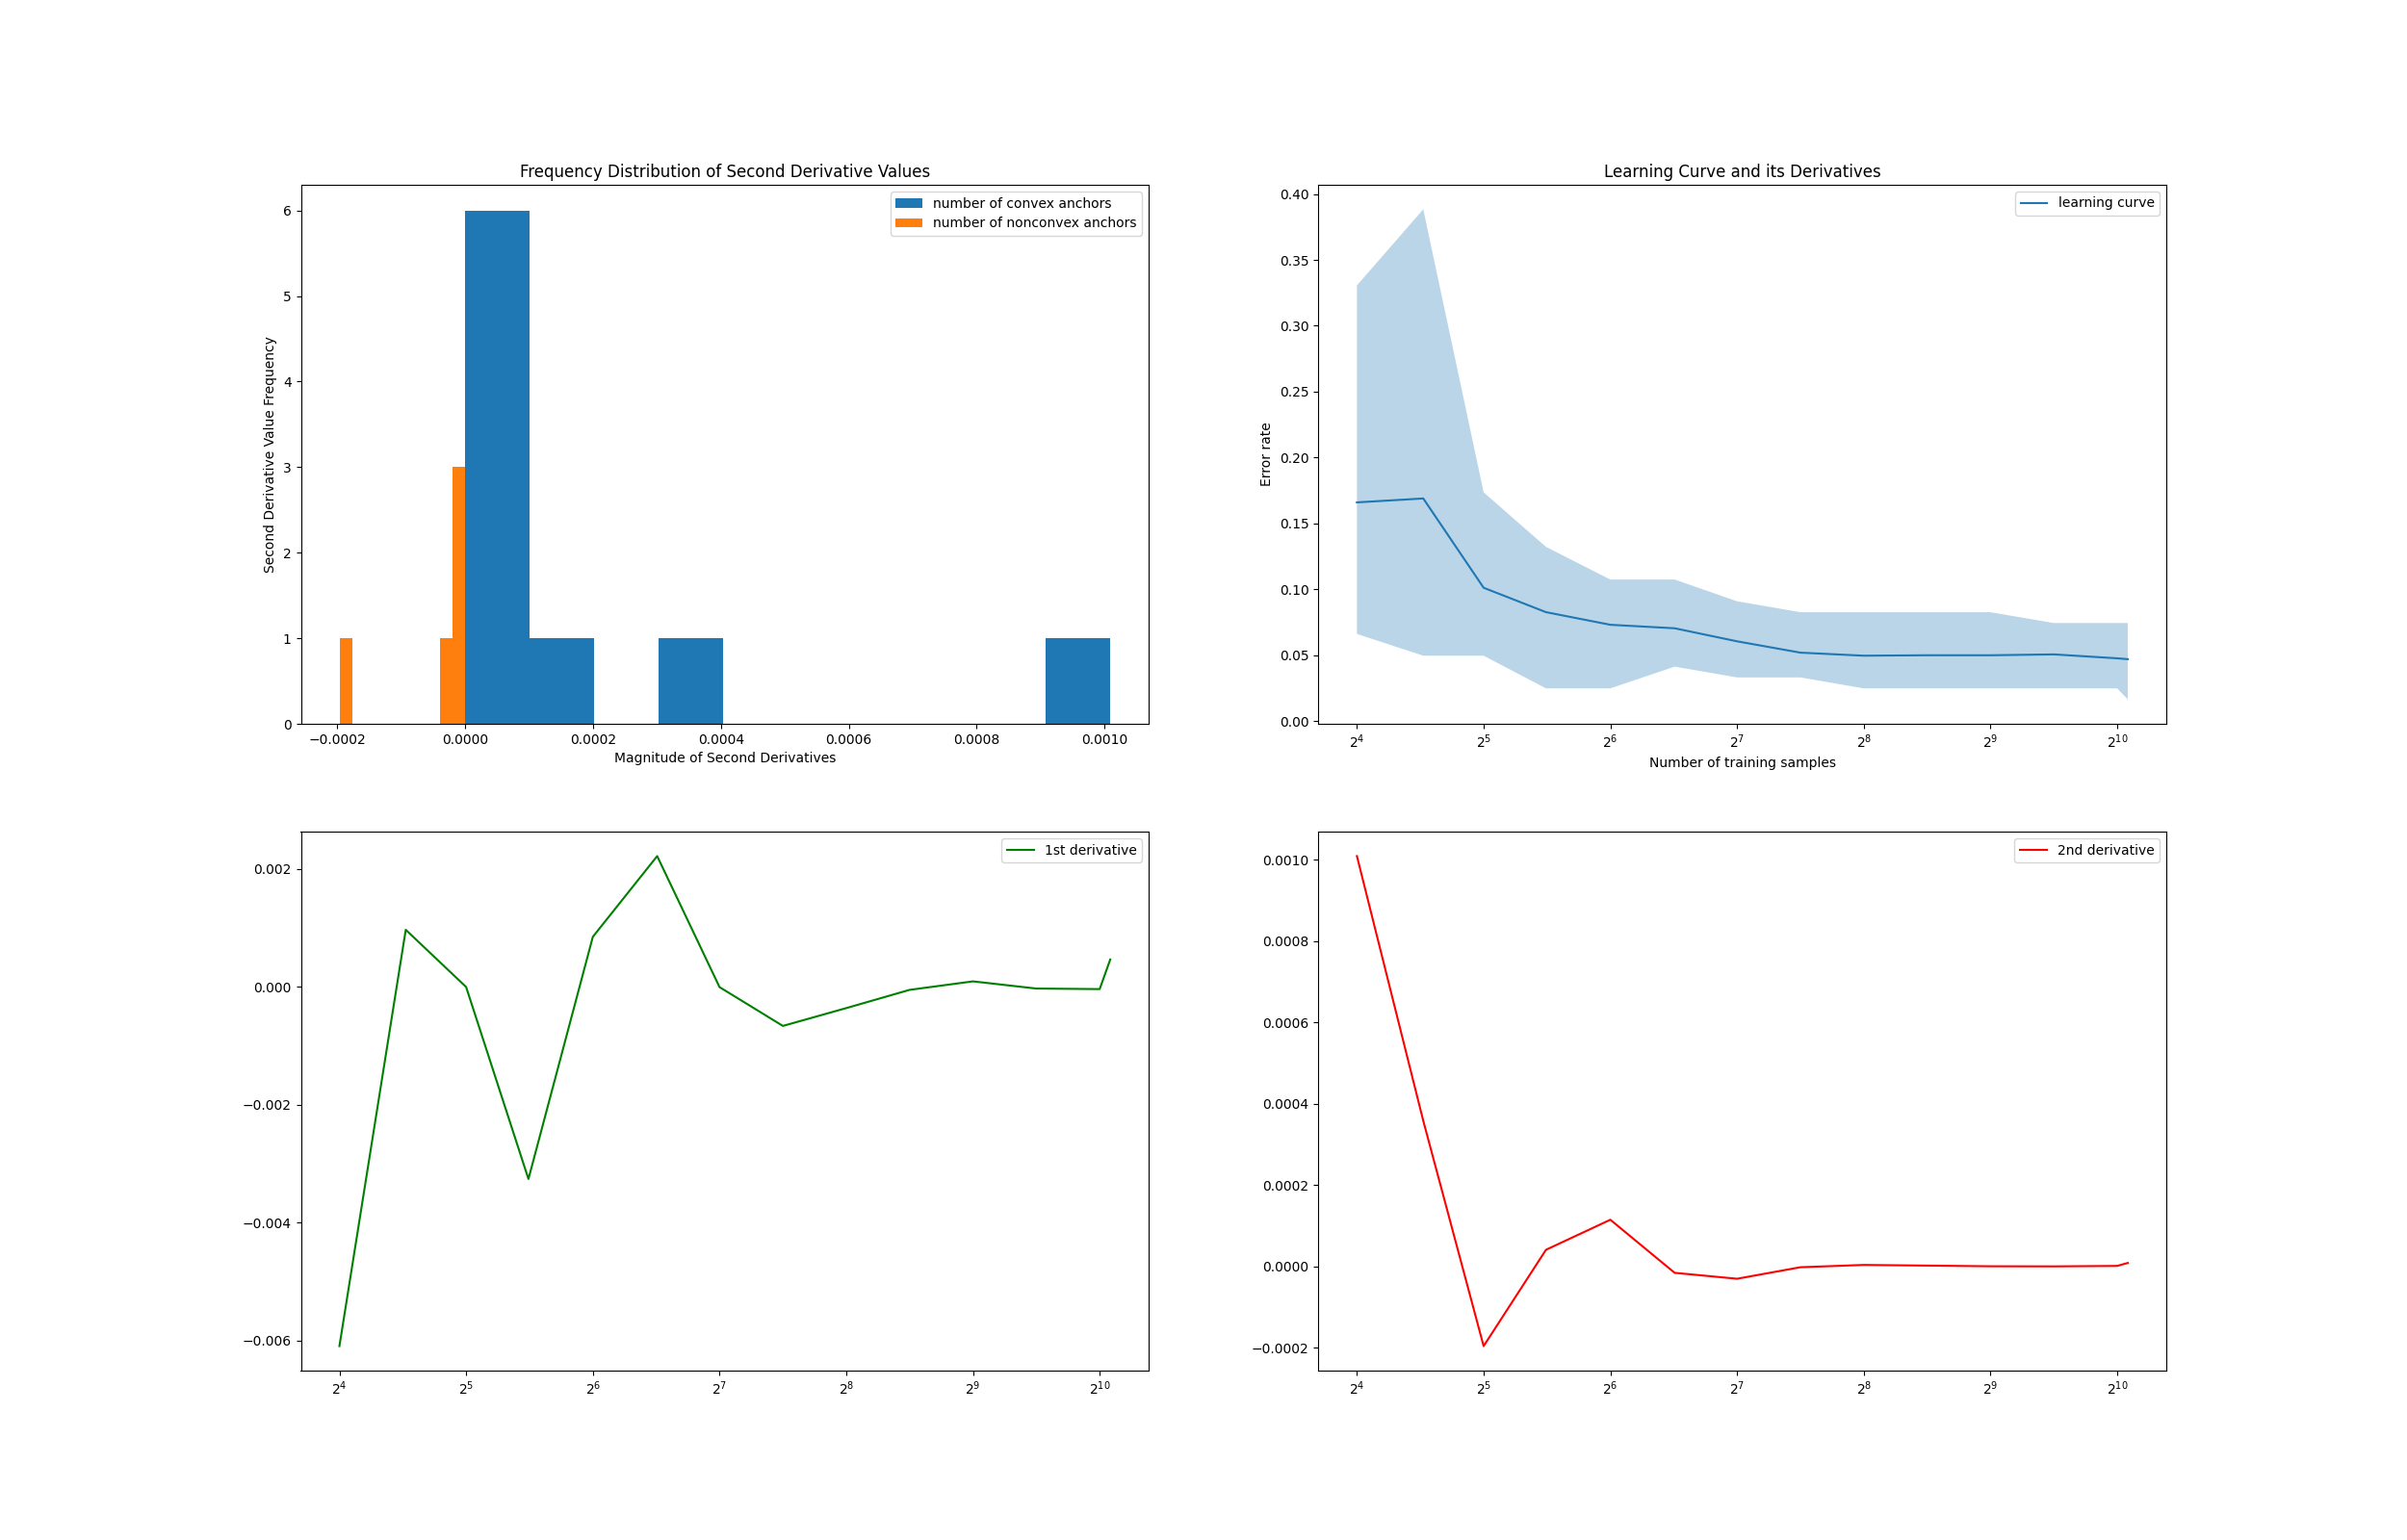 Frequency Distribution of Second Derivative Values
number of convex anchors
number of nonconvex anchors
Second Derivative Value Frequency
6
5
4
3
2
1
0
−0.0002 0.0000 0.0002 0.0004 0.0006 0.0008 0.0010
Magnitude of Second Derivatives
Learning Curve and its Derivatives
learning curve
Error rate
0.40
0.35
0.30
0.25
0.20
0.15
0.10
0.05
0.00
2⁴ 2⁵ 2⁶ 2⁷ 2⁸ 2⁹ 2¹⁰
Number of training samples
1st derivative
0.002
0.000
−0.002
−0.004
−0.006
2⁴ 2⁵ 2⁶ 2⁷ 2⁸ 2⁹ 2¹⁰
2nd derivative
0.0010
0.0008
0.0006
0.0004
0.0002
0.0000
−0.0002
2⁴ 2⁵ 2⁶ 2⁷ 2⁸ 2⁹ 2¹⁰